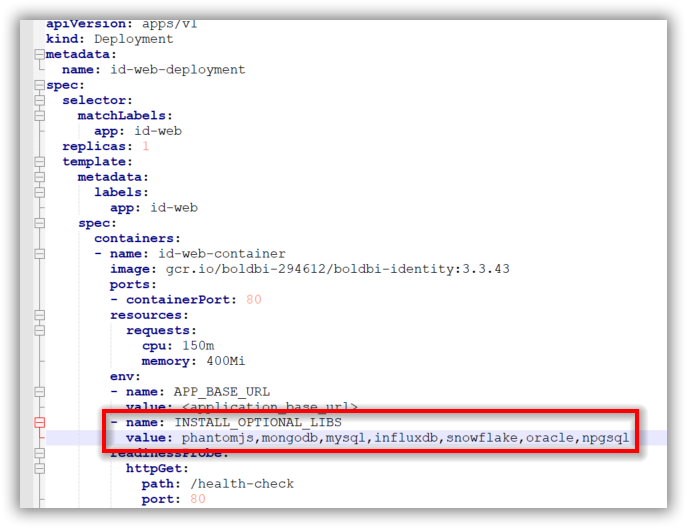 apiVersion: apps/v1
kind: Deployment
metadata:
name: id-web-deployment
spec:
selector:
matchLabels:
app: id-web
replicas: 1
template:
metadata:
labels:
app: id-web
spec:
containers:
- name: id-web-container
image: gcr.io/boldbi-294612/boldbi-identity:3.3.43
ports:
- containerPort: 80
resources:
requests:
cpu: 150m
memory: 400Mi
env:
- name: APP_BASE_URL
value: <application_base_url>
- name: INSTALL_OPTIONAL_LIBS
value: phantomjs,mongodb,mysql,influxdb,snowflake,oracle,npgsql
readinessProbe:
httpGet:
path: /health-check
port: 80